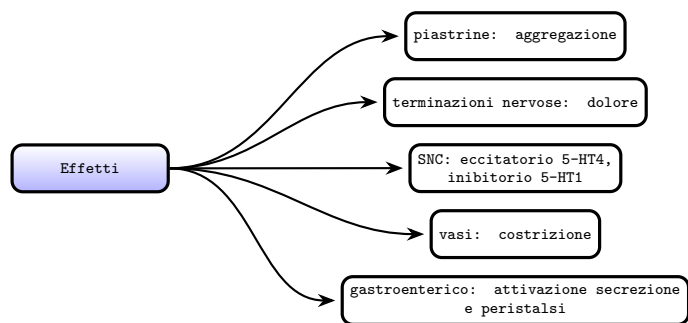 Effetti
piastrine: aggregazione
terminazioni nervose: dolore
SNC: eccitatorio 5-HT4,
inibitorio 5-HT1
vasi: costrizione
gastroenterico: attivazione secrezione
e peristalsi